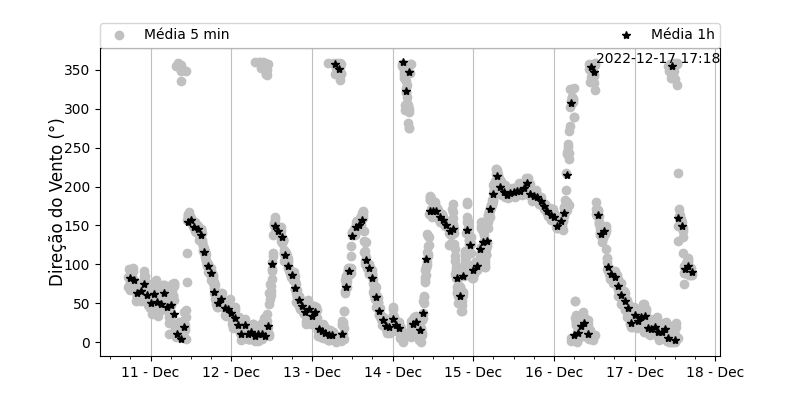 Média 5 min
Média 1h
2022-12-17 17:18
Direção do Vento (°)
350
300
250
200
150
100
50
0
11 - Dec
12 - Dec
13 - Dec
14 - Dec
15 - Dec
16 - Dec
17 - Dec
18 - Dec